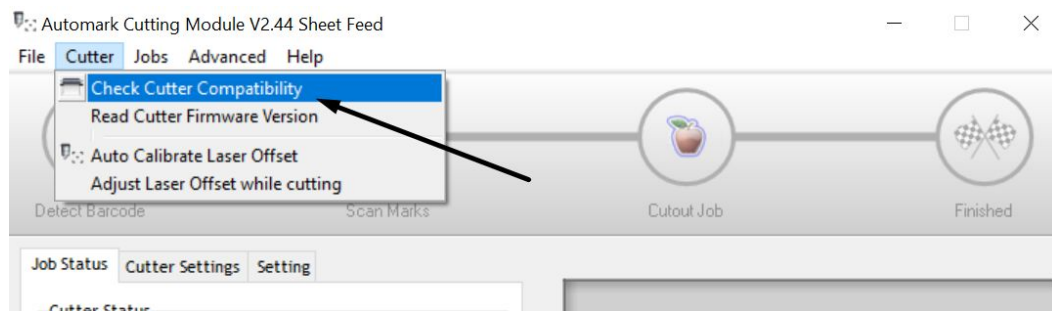 Automark Cutting Module V2.44 Sheet Feed
File Cutter Jobs Advanced Help
Check Cutter Compatibility
Read Cutter Firmware Version
Auto Calibrate Laser Offset
Adjust Laser Offset while cutting
Detect Barcode Scan Marks Cutout Job Finished
Job Status Cutter Settings Setting
Cutter Status